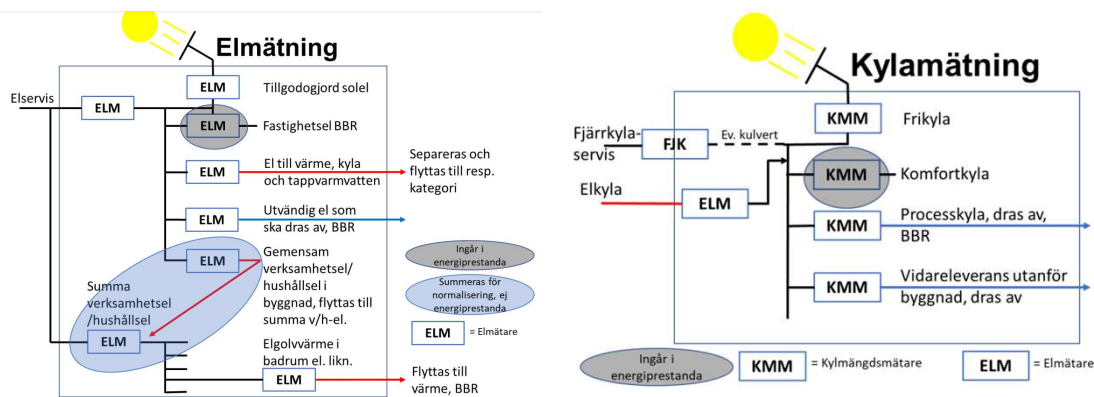 Elmätning
ELM
Tillgodogjord solel
Elservis
ELM
ELM
Fastighetsel BBR
ELM
El till värme, kyla
och tappvarmvatten
Separeras och
flyttas till resp.
kategori
ELM
Utvändig el som
ska dras av, BBR
ELM
Gemensam
verksamhetsel/
hushållsel i
byggnad, flyttas till
summa v/h-el.
Ingår i
energiprestanda
Summeras för
normalisering, ej
energiprestanda
ELM
= Elmätare
Summa
verksamhetsel
/hushållsel
ELM
Elgolvvärme i
badrum el. likn.
ELM
Flyttas till
värme, BBR
Kylamätning
KMM
Frikyla
Fjärrkyla-
servis
FJK
Ev. kulvert
KMM
Komfortkyla
Elkyla
ELM
KMM
Processkyla, dras av,
BBR
KMM
Vidareleverans utanför
byggnad, dras av
Ingår i
energiprestanda
KMM
= Kylmängdsmätare
ELM
= Elmätare